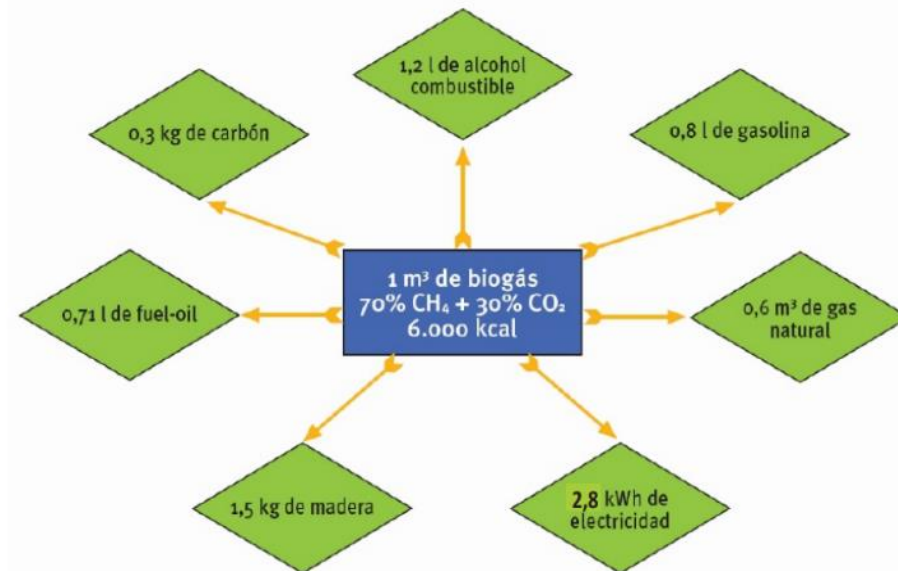 1,2 l de alcohol
combustible
0,3 kg de carbón
0,8 l de gasolina
1 m³ de biogás
70% CH₄ + 30% CO₂
6.000 kcal
0,71 l de fuel-oil
0,6 m³ de gas
natural
1,5 kg de madera
2,8 kWh de
electricidad